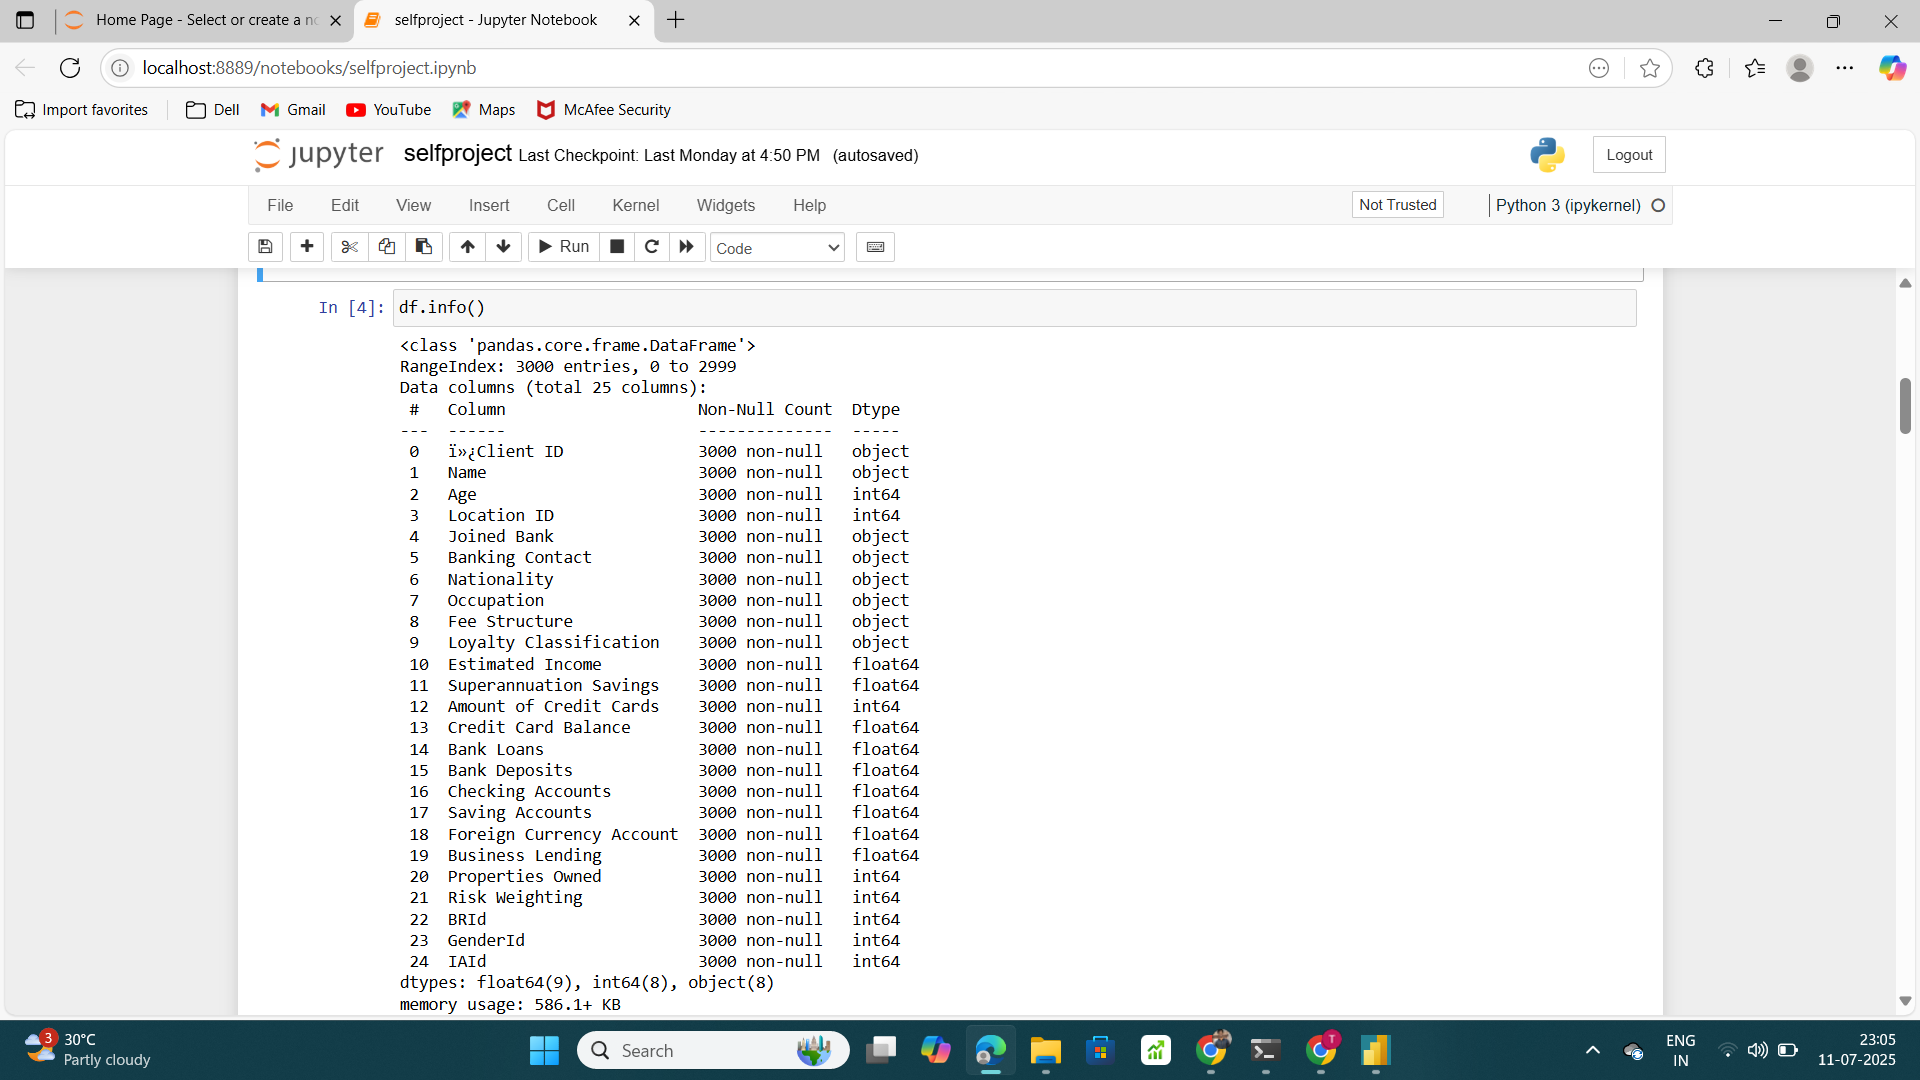 Home Page - Select or create a no
selfproject - Jupyter Notebook
localhost:8889/notebooks/selfproject.ipynb
Import favorites
Dell
Gmail
YouTube
Maps
McAfee Security
jupyter selfproject Last Checkpoint: Last Monday at 4:50 PM (autosaved)
Logout
File Edit View Insert Cell Kernel Widgets Help
Not Trusted
Python 3 (ipykernel)
Run
Code
In [4]: df.info()
<class 'pandas.core.frame.DataFrame'>
RangeIndex: 3000 entries, 0 to 2999
Data columns (total 25 columns):
 #   Column                    Non-Null Count  Dtype
---  ------                    --------------  -----
 0   ï»¿Client ID              3000 non-null   object
 1   Name                      3000 non-null   object
 2   Age                       3000 non-null   int64
 3   Location ID               3000 non-null   int64
 4   Joined Bank               3000 non-null   object
 5   Banking Contact           3000 non-null   object
 6   Nationality               3000 non-null   object
 7   Occupation                3000 non-null   object
 8   Fee Structure             3000 non-null   object
 9   Loyalty Classification    3000 non-null   object
 10  Estimated Income          3000 non-null   float64
 11  Superannuation Savings    3000 non-null   float64
 12  Amount of Credit Cards    3000 non-null   int64
 13  Credit Card Balance       3000 non-null   float64
 14  Bank Loans                3000 non-null   float64
 15  Bank Deposits             3000 non-null   float64
 16  Checking Accounts         3000 non-null   float64
 17  Saving Accounts           3000 non-null   float64
 18  Foreign Currency Account  3000 non-null   float64
 19  Business Lending          3000 non-null   float64
 20  Properties Owned          3000 non-null   int64
 21  Risk Weighting            3000 non-null   int64
 22  BRId                      3000 non-null   int64
 23  GenderId                  3000 non-null   int64
 24  IAId                      3000 non-null   int64
dtypes: float64(9), int64(8), object(8)
memory usage: 586.1+ KB
3
30°C
Partly cloudy
Search
T
ENG
IN
23:05
11-07-2025